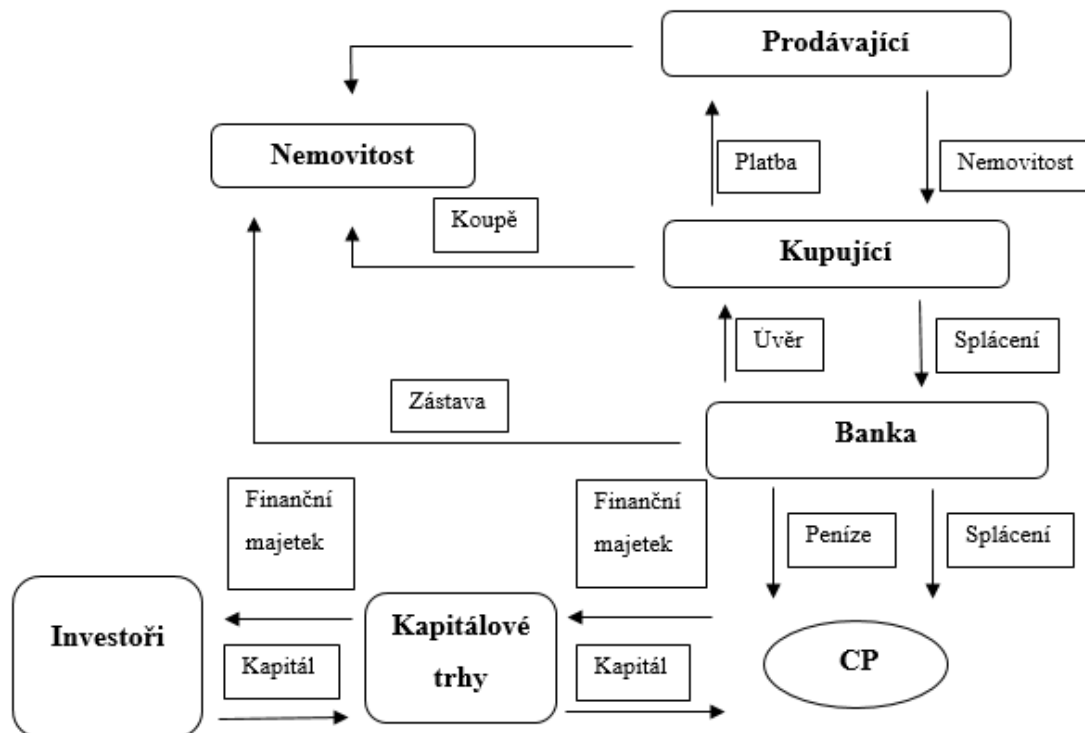 Prodávající
Nemovitost
Platba
Nemovitost
Koupě
Kupující
Úvěr
Splácení
Zástava
Banka
Finanční
majetek
Finanční
majetek
Peníze
Splácení
Investoři
Kapitál
Kapitálové
trhy
Kapitál
CP